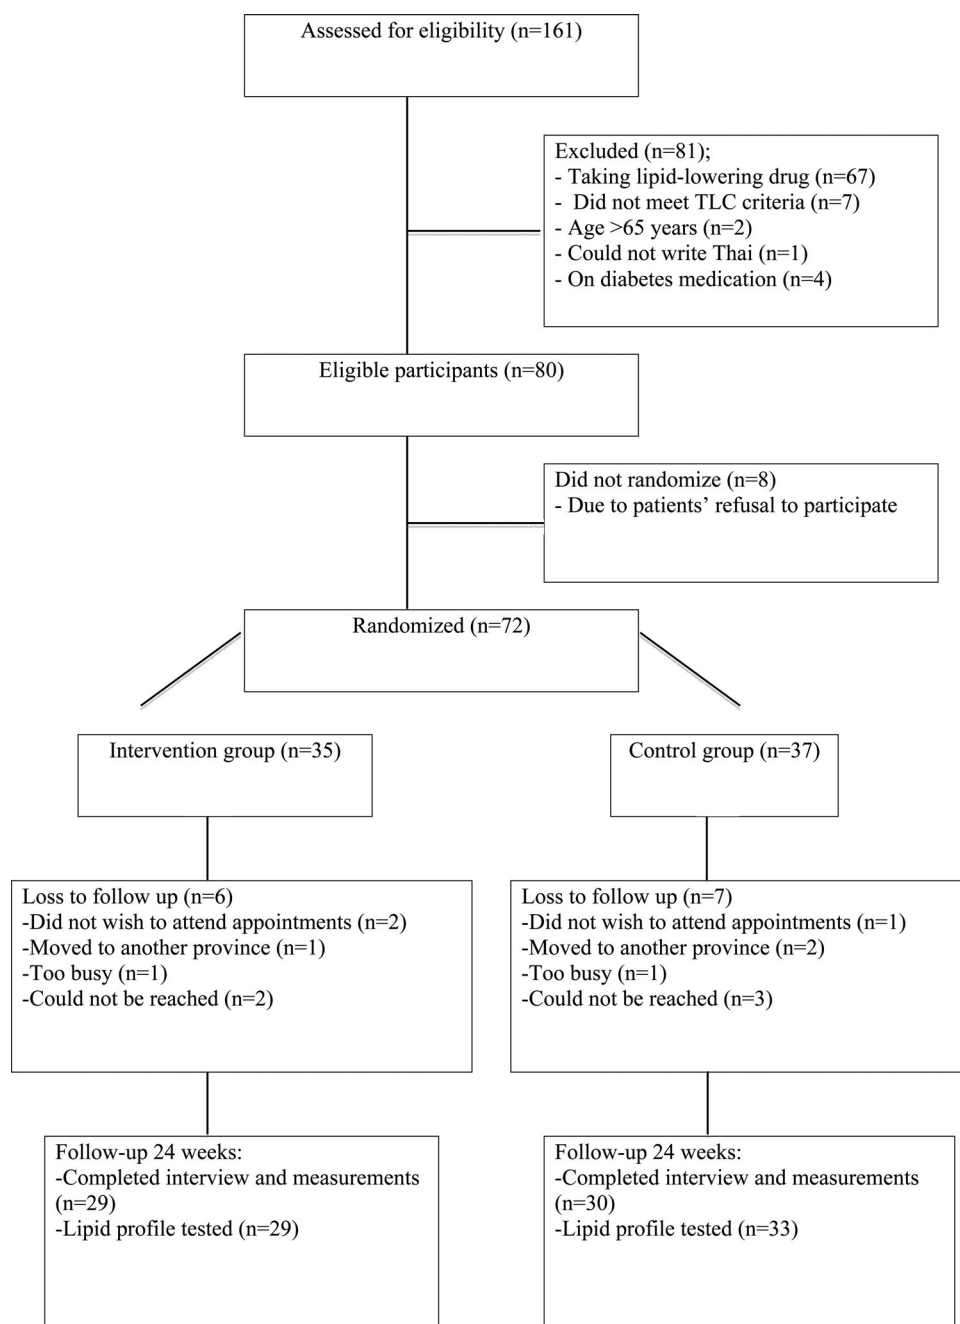 Assessed for eligibility (n=161)
Excluded (n=81);
- Taking lipid-lowering drug (n=67)
- Did not meet TLC criteria (n=7)
- Age >65 years (n=2)
- Could not write Thai (n=1)
- On diabetes medication (n=4)
Eligible participants (n=80)
Did not randomize (n=8)
- Due to patients’ refusal to participate
Randomized (n=72)
Intervention group (n=35)
Control group (n=37)
Loss to follow up (n=6)
-Did not wish to attend appointments (n=2)
-Moved to another province (n=1)
-Too busy (n=1)
-Could not be reached (n=2)
Loss to follow up (n=7)
-Did not wish to attend appointments (n=1)
-Moved to another province (n=2)
-Too busy (n=1)
-Could not be reached (n=3)
Follow-up 24 weeks:
-Completed interview and measurements
(n=29)
-Lipid profile tested (n=29)
Follow-up 24 weeks:
-Completed interview and measurements
(n=30)
-Lipid profile tested (n=33)